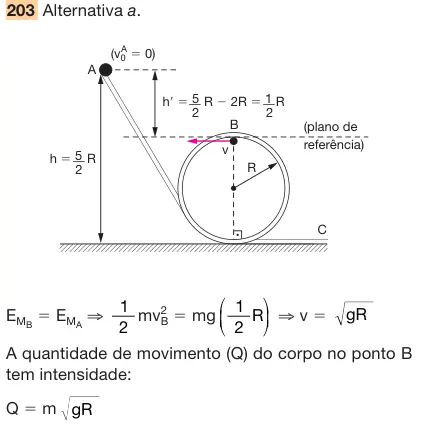 203 Alternativa a.
(v₀ᴬ = 0)
A
h' = 5/2 R − 2R = 1/2 R
B
(plano de
referência)
v
h = 5/2 R
R
C
E_{M_B} = E_{M_A} ⇒ 1/2 mv_B² = mg (1/2 R) ⇒ v = √gR
A quantidade de movimento (Q) do corpo no ponto B
tem intensidade:
Q = m √gR